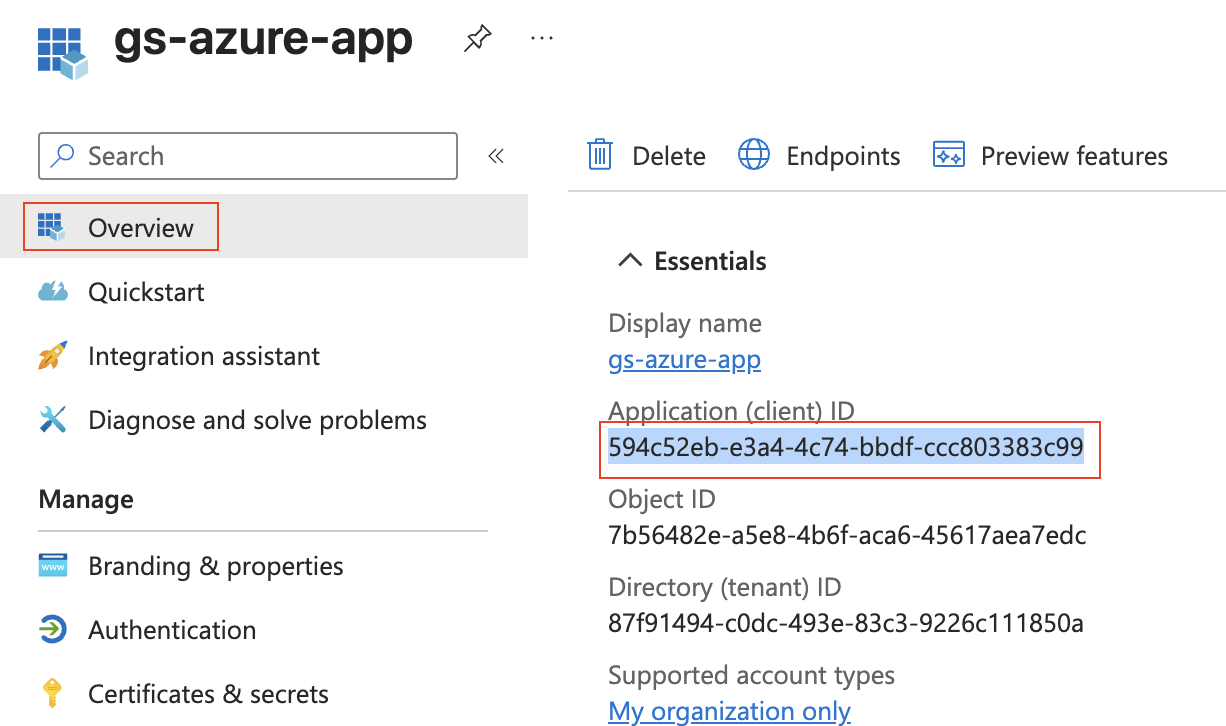 gs-azure-app
Search
Overview
Quickstart
Integration assistant
Diagnose and solve problems
Manage
Branding & properties
Authentication
Certificates & secrets
Delete Endpoints Preview features
Essentials
Display name
gs-azure-app
Application (client) ID
594c52eb-e3a4-4c74-bbdf-ccc803383c99
Object ID
7b56482e-a5e8-4b6f-aca6-45617aea7edc
Directory (tenant) ID
87f91494-c0dc-493e-83c3-9226c111850a
Supported account types
My organization only